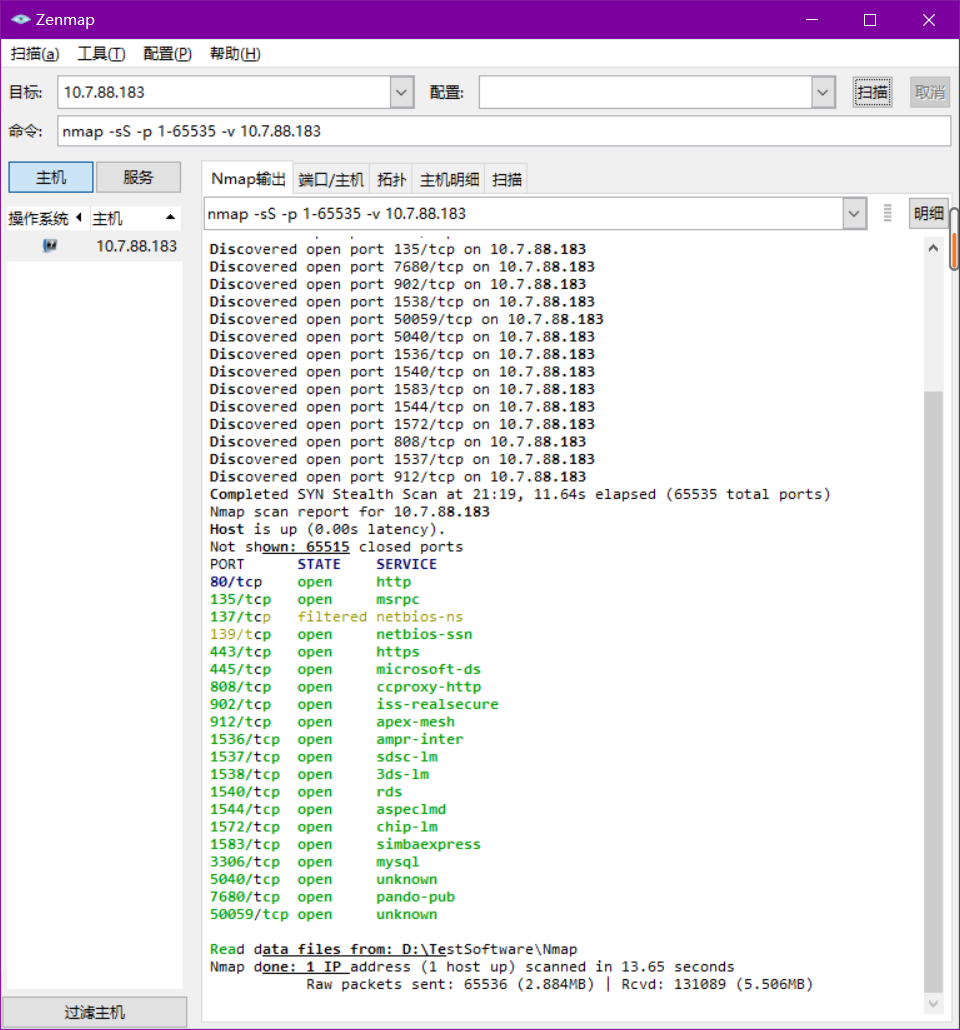 Zenmap
扫描(a) 工具(T) 配置(P) 帮助(H)
目标: 10.7.88.183 配置: 扫描 取消
命令: nmap -sS -p 1-65535 -v 10.7.88.183
主机 服务 Nmap输出 端口/主机 拓扑 主机明细 扫描
nmap -sS -p 1-65535 -v 10.7.88.183 明细
操作系统 主机
10.7.88.183
Discovered open port 135/tcp on 10.7.88.183
Discovered open port 7680/tcp on 10.7.88.183
Discovered open port 902/tcp on 10.7.88.183
Discovered open port 1538/tcp on 10.7.88.183
Discovered open port 50059/tcp on 10.7.88.183
Discovered open port 5040/tcp on 10.7.88.183
Discovered open port 1536/tcp on 10.7.88.183
Discovered open port 1540/tcp on 10.7.88.183
Discovered open port 1583/tcp on 10.7.88.183
Discovered open port 1544/tcp on 10.7.88.183
Discovered open port 1572/tcp on 10.7.88.183
Discovered open port 808/tcp on 10.7.88.183
Discovered open port 1537/tcp on 10.7.88.183
Discovered open port 912/tcp on 10.7.88.183
Completed SYN Stealth Scan at 21:19, 11.64s elapsed (65535 total ports)
Nmap scan report for 10.7.88.183
Host is up (0.00s latency).
Not shown: 65515 closed ports
PORT STATE SERVICE
80/tcp open http
135/tcp open msrpc
137/tcp filtered netbios-ns
139/tcp open netbios-ssn
443/tcp open https
445/tcp open microsoft-ds
808/tcp open ccproxy-http
902/tcp open iss-realsecure
912/tcp open apex-mesh
1536/tcp open ampr-inter
1537/tcp open sdsc-lm
1538/tcp open 3ds-lm
1540/tcp open rds
1544/tcp open aspeclmd
1572/tcp open chip-lm
1583/tcp open simbaexpress
3306/tcp open mysql
5040/tcp open unknown
7680/tcp open pando-pub
50059/tcp open unknown
Read data files from: D:\TestSoftware\Nmap
Nmap done: 1 IP address (1 host up) scanned in 13.65 seconds
Raw packets sent: 65536 (2.884MB) | Rcvd: 131089 (5.506MB)
过滤主机